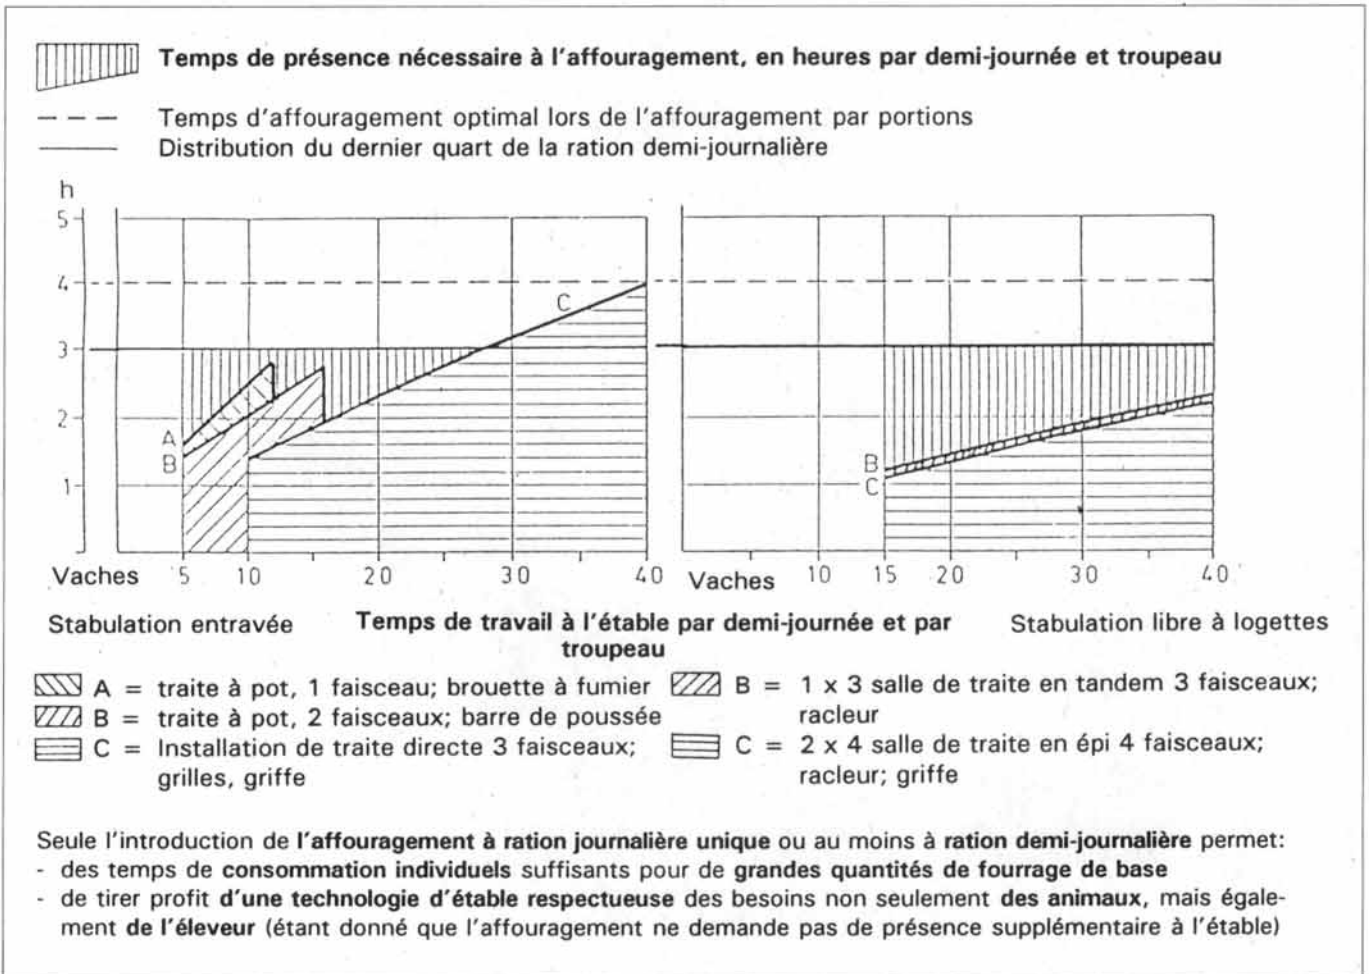 Temps de présence nécessaire à l'affouragement, en heures par demi-journée et troupeau
Temps d'affouragement optimal lors de l'affouragement par portions
Distribution du dernier quart de la ration demi-journalière
h
5
4
3
2
1
A
B
C
Vaches 5 10 20 30 40
B
C
Vaches 10 15 20 30 40
Stabulation entravée
Temps de travail à l'étable par demi-journée et par
troupeau
Stabulation libre à logettes
A = traite à pot, 1 faisceau; brouette à fumier
B = traite à pot, 2 faisceaux; barre de poussée
C = Installation de traite directe 3 faisceaux;
grilles, griffe
B = 1 x 3 salle de traite en tandem 3 faisceaux;
racleur
C = 2 x 4 salle de traite en épi 4 faisceaux;
racleur; griffe
Seule l'introduction de l'affouragement à ration journalière unique ou au moins à ration demi-journalière permet:
- des temps de consommation individuels suffisants pour de grandes quantités de fourrage de base
- de tirer profit d'une technologie d'étable respectueuse des besoins non seulement des animaux, mais égale-
ment de l'éleveur (étant donné que l'affouragement ne demande pas de présence supplémentaire à l'étable)